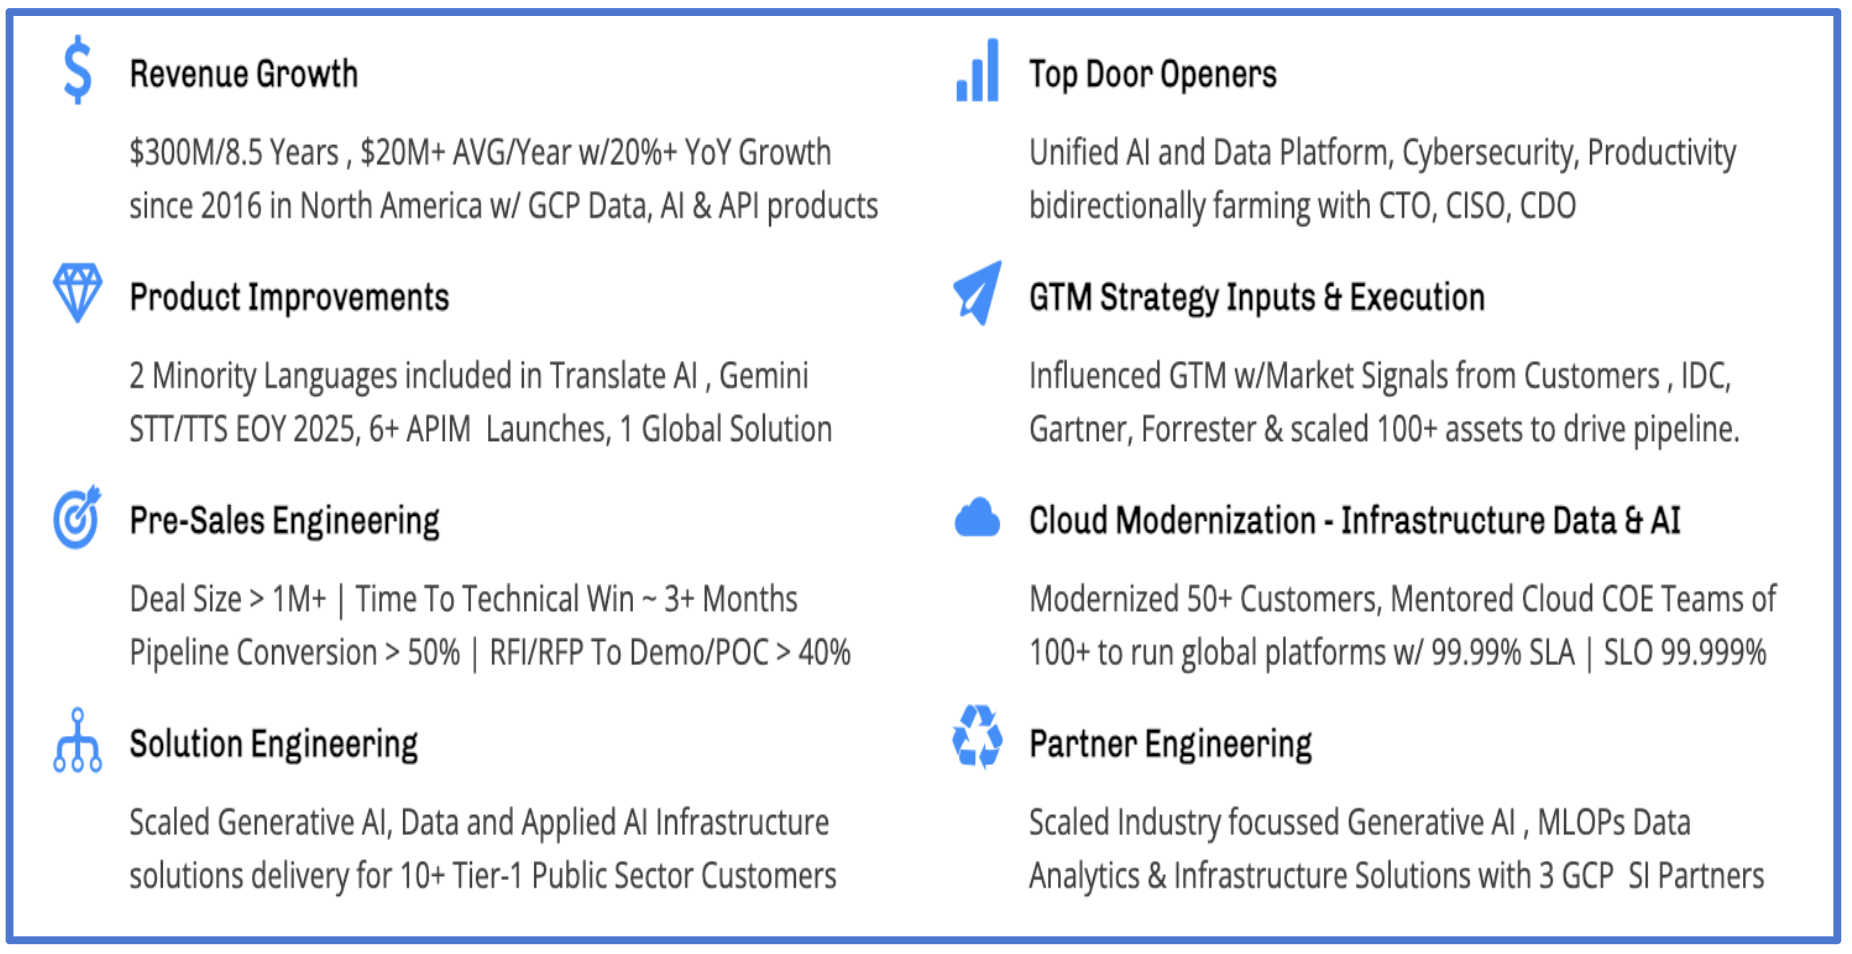 Revenue Growth
$300M/8.5 Years , $20M+ AVG/Year w/20%+ YoY Growth
since 2016 in North America w/ GCP Data, AI & API products
Product Improvements
2 Minority Languages included in Translate AI , Gemini
STT/TTS EOY 2025, 6+ APIM  Launches, 1 Global Solution
Pre-Sales Engineering
Deal Size > 1M+ | Time To Technical Win ~ 3+ Months
Pipeline Conversion > 50% | RFI/RFP To Demo/POC > 40%
Solution Engineering
Scaled Generative AI, Data and Applied AI Infrastructure
solutions delivery for 10+ Tier-1 Public Sector Customers
Top Door Openers
Unified AI and Data Platform, Cybersecurity, Productivity
bidirectionally farming with CTO, CISO, CDO
GTM Strategy Inputs & Execution
Influenced GTM w/Market Signals from Customers , IDC,
Gartner, Forrester & scaled 100+ assets to drive pipeline.
Cloud Modernization - Infrastructure Data & AI
Modernized 50+ Customers, Mentored Cloud COE Teams of
100+ to run global platforms w/ 99.99% SLA | SLO 99.999%
Partner Engineering
Scaled Industry focussed Generative AI , MLOPs Data
Analytics & Infrastructure Solutions with 3 GCP  SI Partners